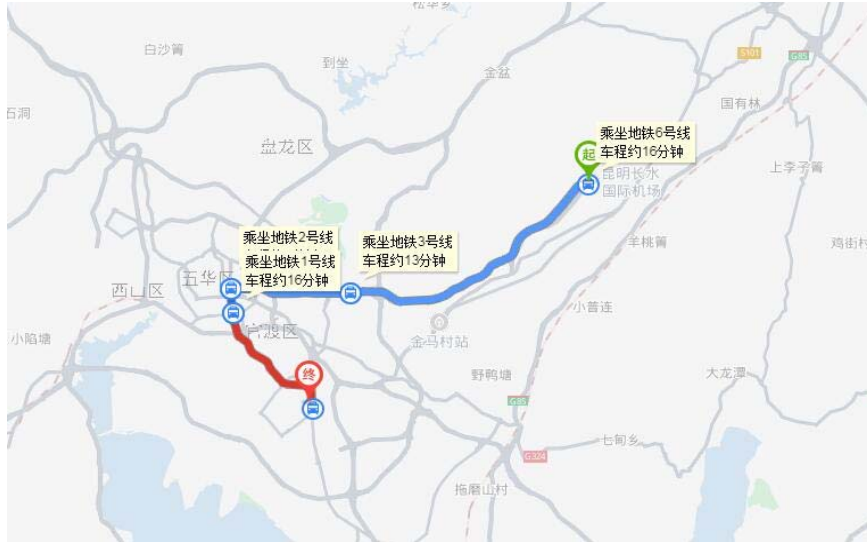 松华乡
白沙箐
到坐
金盆
S101
G85
石洞
国有林
盘龙区
乘坐地铁6号线
车程约16分钟
起
昆明长水
国际机场
上李子箐
乘坐地铁2号线
乘坐地铁3号线
车程约13分钟
羊桃箐
鸡街村
乘坐地铁1号线
车程约16分钟
五华区
西山区
小普连
官渡区
小陷塘
金马村站
终
野鸭塘
大龙潭
G85
七甸乡
G324
拖磨山村